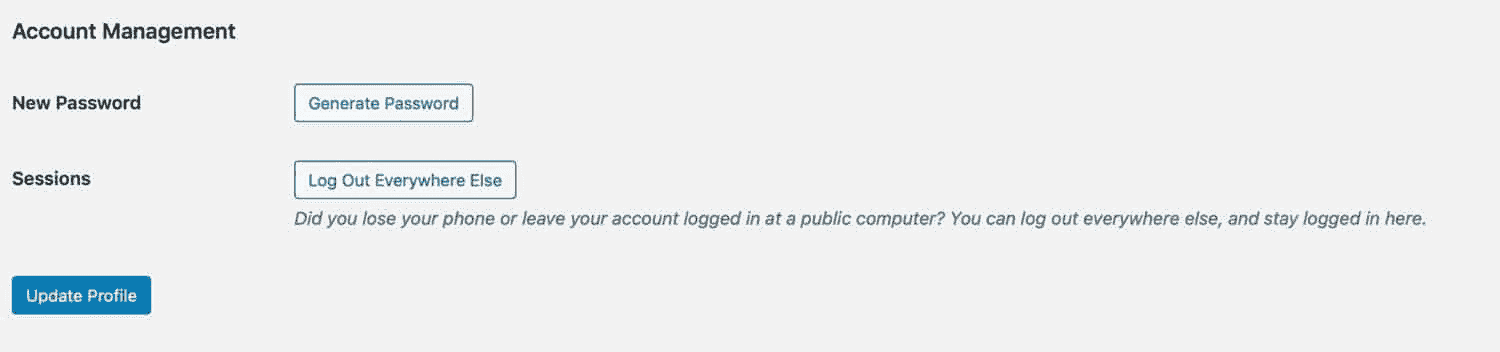 Account Management
New Password
Generate Password
Sessions
Log Out Everywhere Else
Did you lose your phone or leave your account logged in at a public computer? You can log out everywhere else, and stay logged in here.
Update Profile